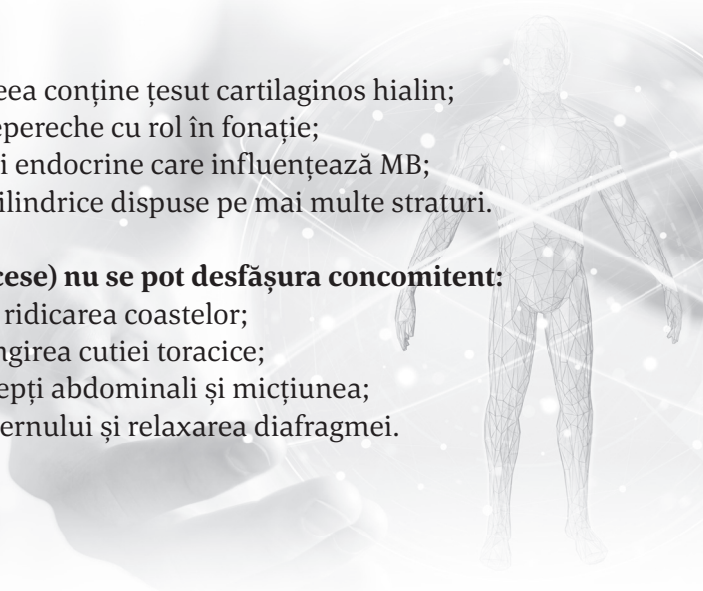 eea conține țesut cartilaginos hialin;
epereche cu rol în fonație;
i endocrine care influențează MB;
ilindrice dispuse pe mai multe straturi.
cese) nu se pot desfășura concomitent:
ridicarea coastelor;
ngirea cutiei toracice;
epți abdominali și micțiunea;
ernului și relaxarea diafragmei.